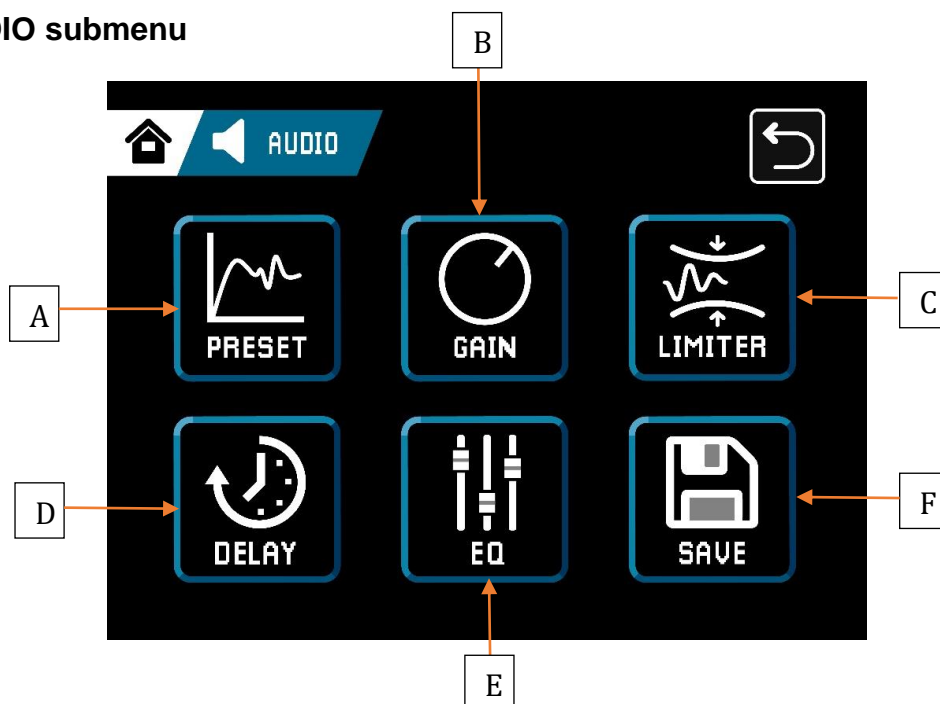 DIO submenu
B
AUDIO
PRESET
GAIN
LIMITER
A
C
DELAY
EQ
SAVE
D
F
E